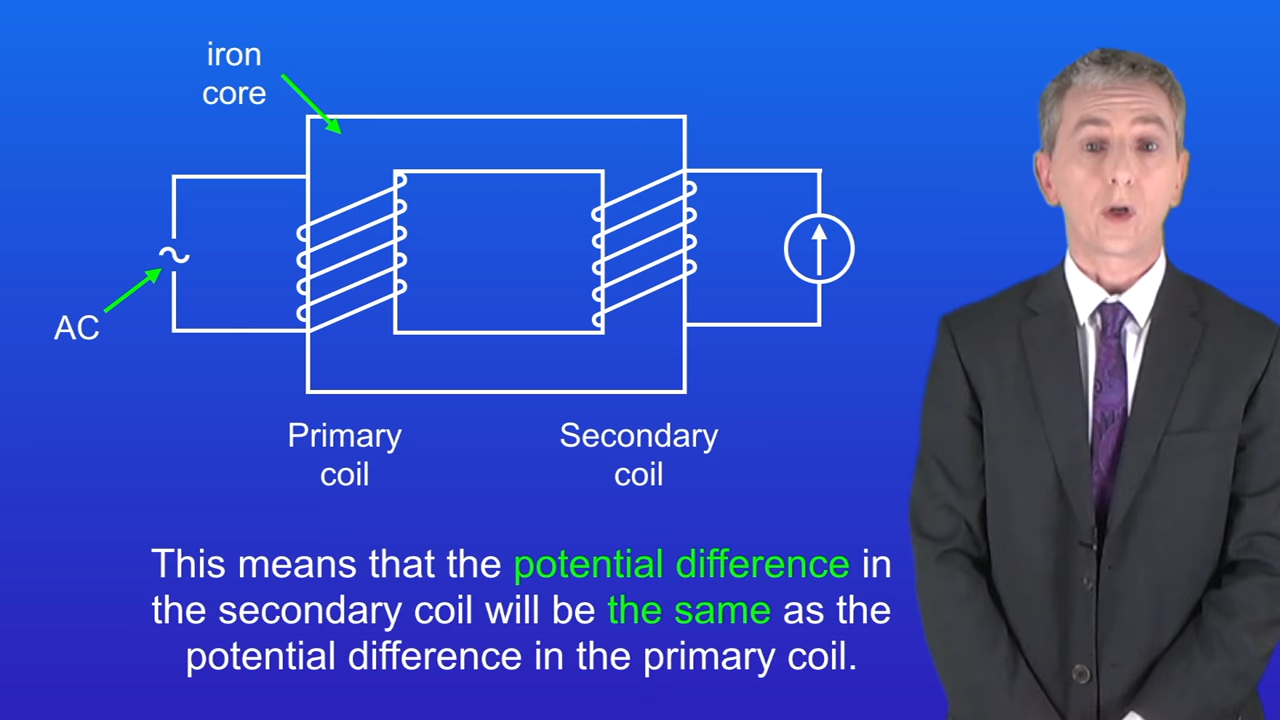 iron
core
AC
Primary
coil
Secondary
coil
This means that the potential difference in
the secondary coil will be the same as the
potential difference in the primary coil.